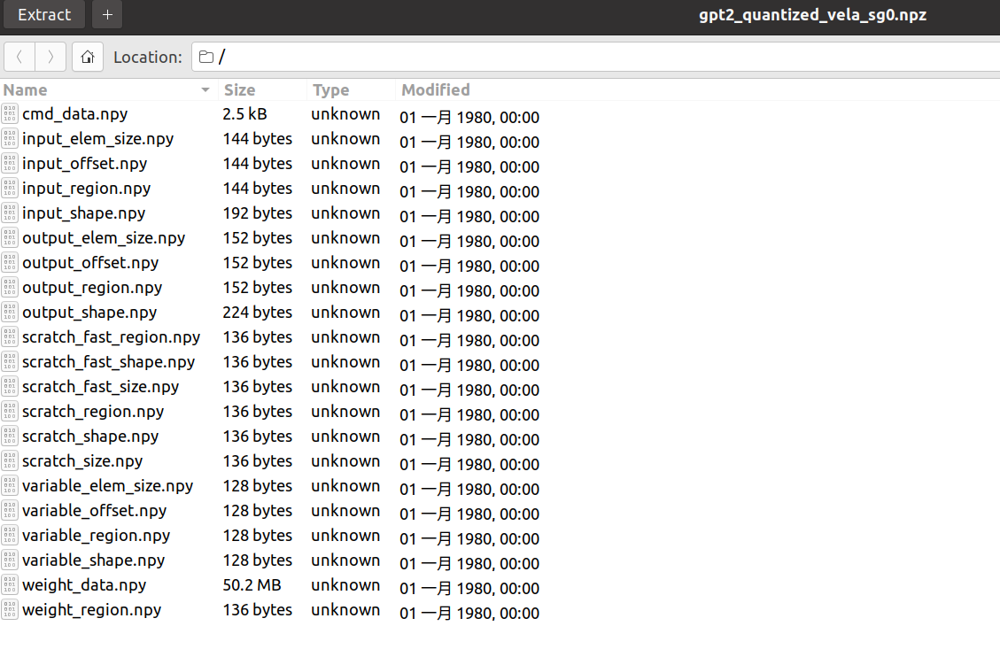 Extract + gpt2_quantized_vela_sg0.npz
Location: /
Name Size Type Modified
cmd_data.npy 2.5 kB unknown 01 一月 1980, 00:00
input_elem_size.npy 144 bytes unknown 01 一月 1980, 00:00
input_offset.npy 144 bytes unknown 01 一月 1980, 00:00
input_region.npy 144 bytes unknown 01 一月 1980, 00:00
input_shape.npy 192 bytes unknown 01 一月 1980, 00:00
output_elem_size.npy 152 bytes unknown 01 一月 1980, 00:00
output_offset.npy 152 bytes unknown 01 一月 1980, 00:00
output_region.npy 152 bytes unknown 01 一月 1980, 00:00
output_shape.npy 224 bytes unknown 01 一月 1980, 00:00
scratch_fast_region.npy 136 bytes unknown 01 一月 1980, 00:00
scratch_fast_shape.npy 136 bytes unknown 01 一月 1980, 00:00
scratch_fast_size.npy 136 bytes unknown 01 一月 1980, 00:00
scratch_region.npy 136 bytes unknown 01 一月 1980, 00:00
scratch_shape.npy 136 bytes unknown 01 一月 1980, 00:00
scratch_size.npy 136 bytes unknown 01 一月 1980, 00:00
variable_elem_size.npy 128 bytes unknown 01 一月 1980, 00:00
variable_offset.npy 128 bytes unknown 01 一月 1980, 00:00
variable_region.npy 128 bytes unknown 01 一月 1980, 00:00
variable_shape.npy 128 bytes unknown 01 一月 1980, 00:00
weight_data.npy 50.2 MB unknown 01 一月 1980, 00:00
weight_region.npy 136 bytes unknown 01 一月 1980, 00:00